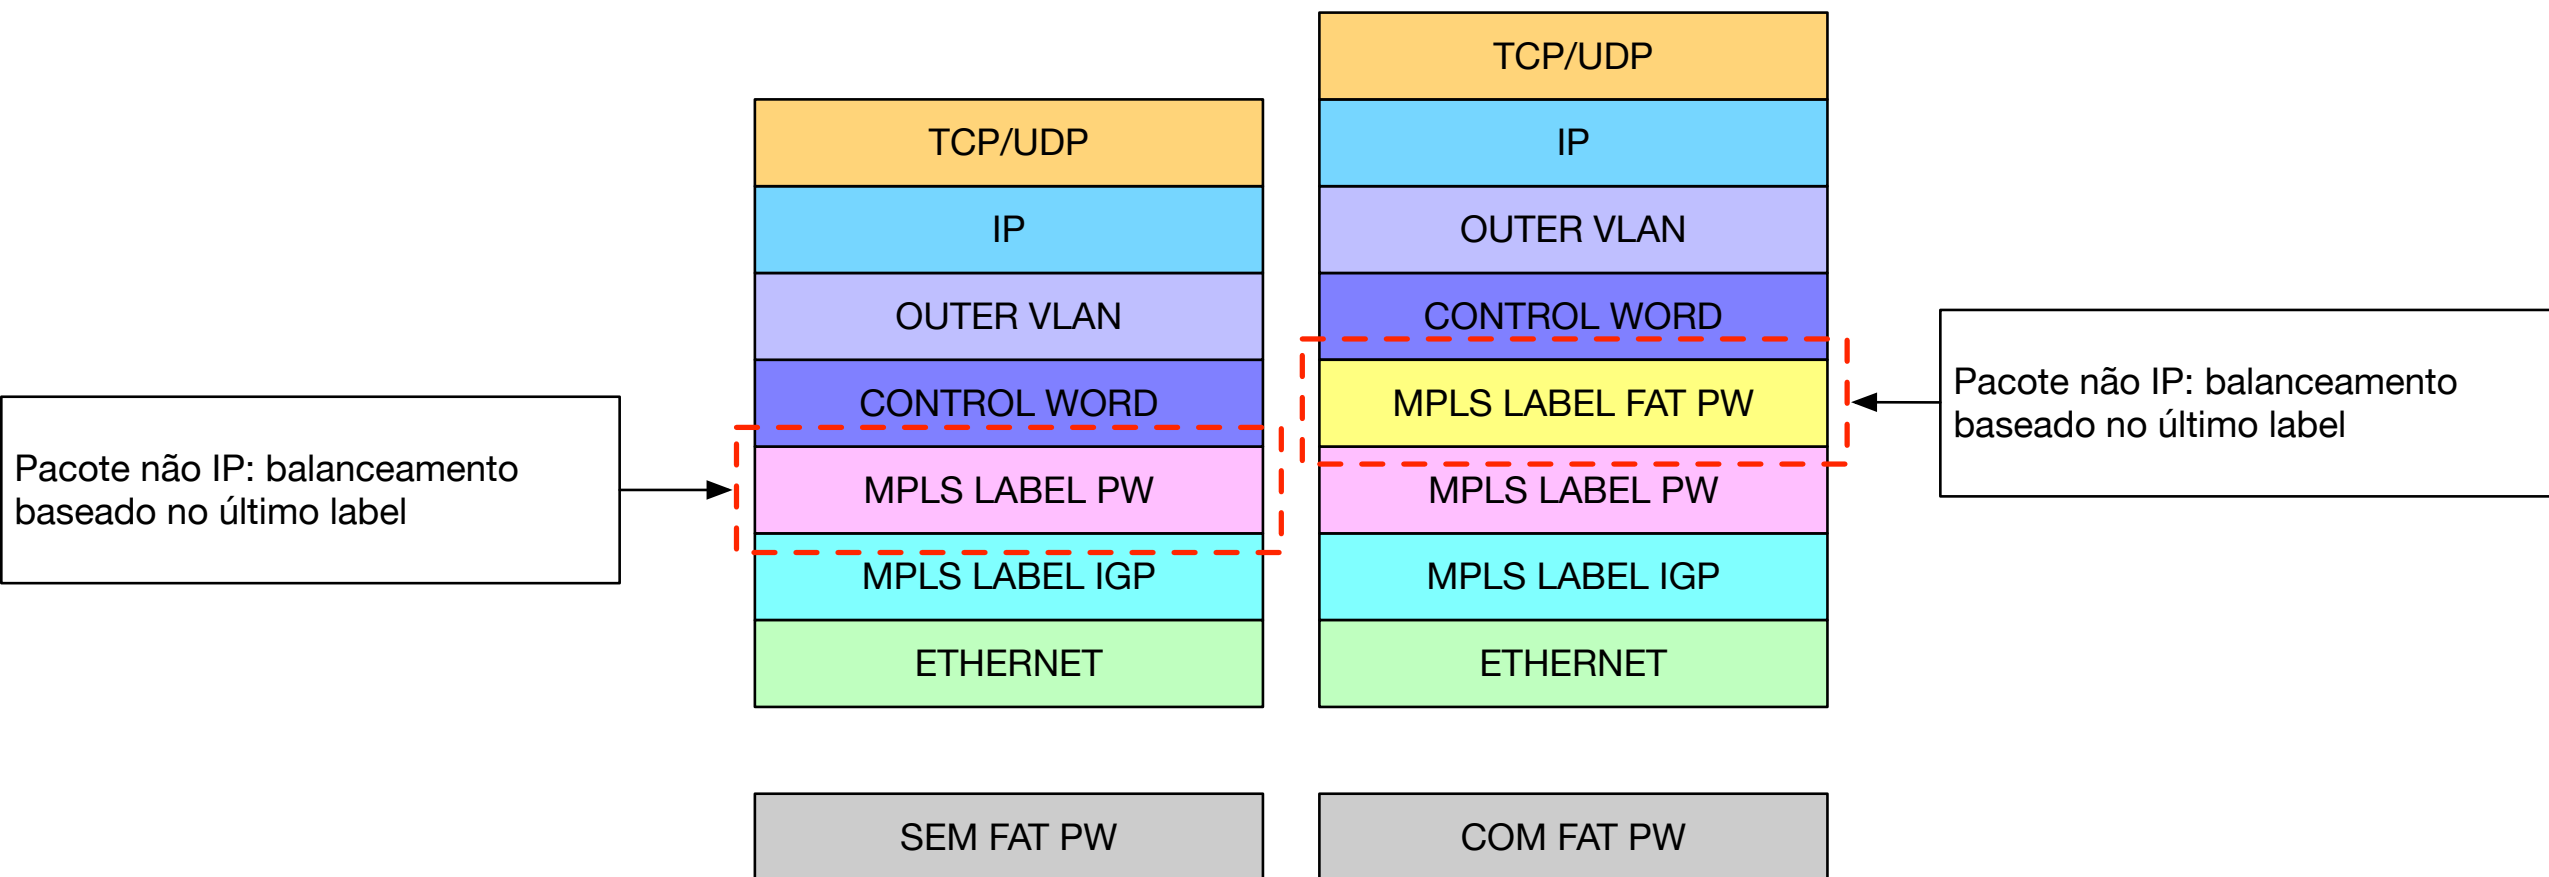 Pacote não IP: balanceamento
baseado no último label
TCP/UDP
IP
OUTER VLAN
CONTROL WORD
MPLS LABEL PW
MPLS LABEL IGP
ETHERNET
SEM FAT PW
TCP/UDP
IP
OUTER VLAN
CONTROL WORD
MPLS LABEL FAT PW
MPLS LABEL PW
MPLS LABEL IGP
ETHERNET
COM FAT PW
Pacote não IP: balanceamento
baseado no último label